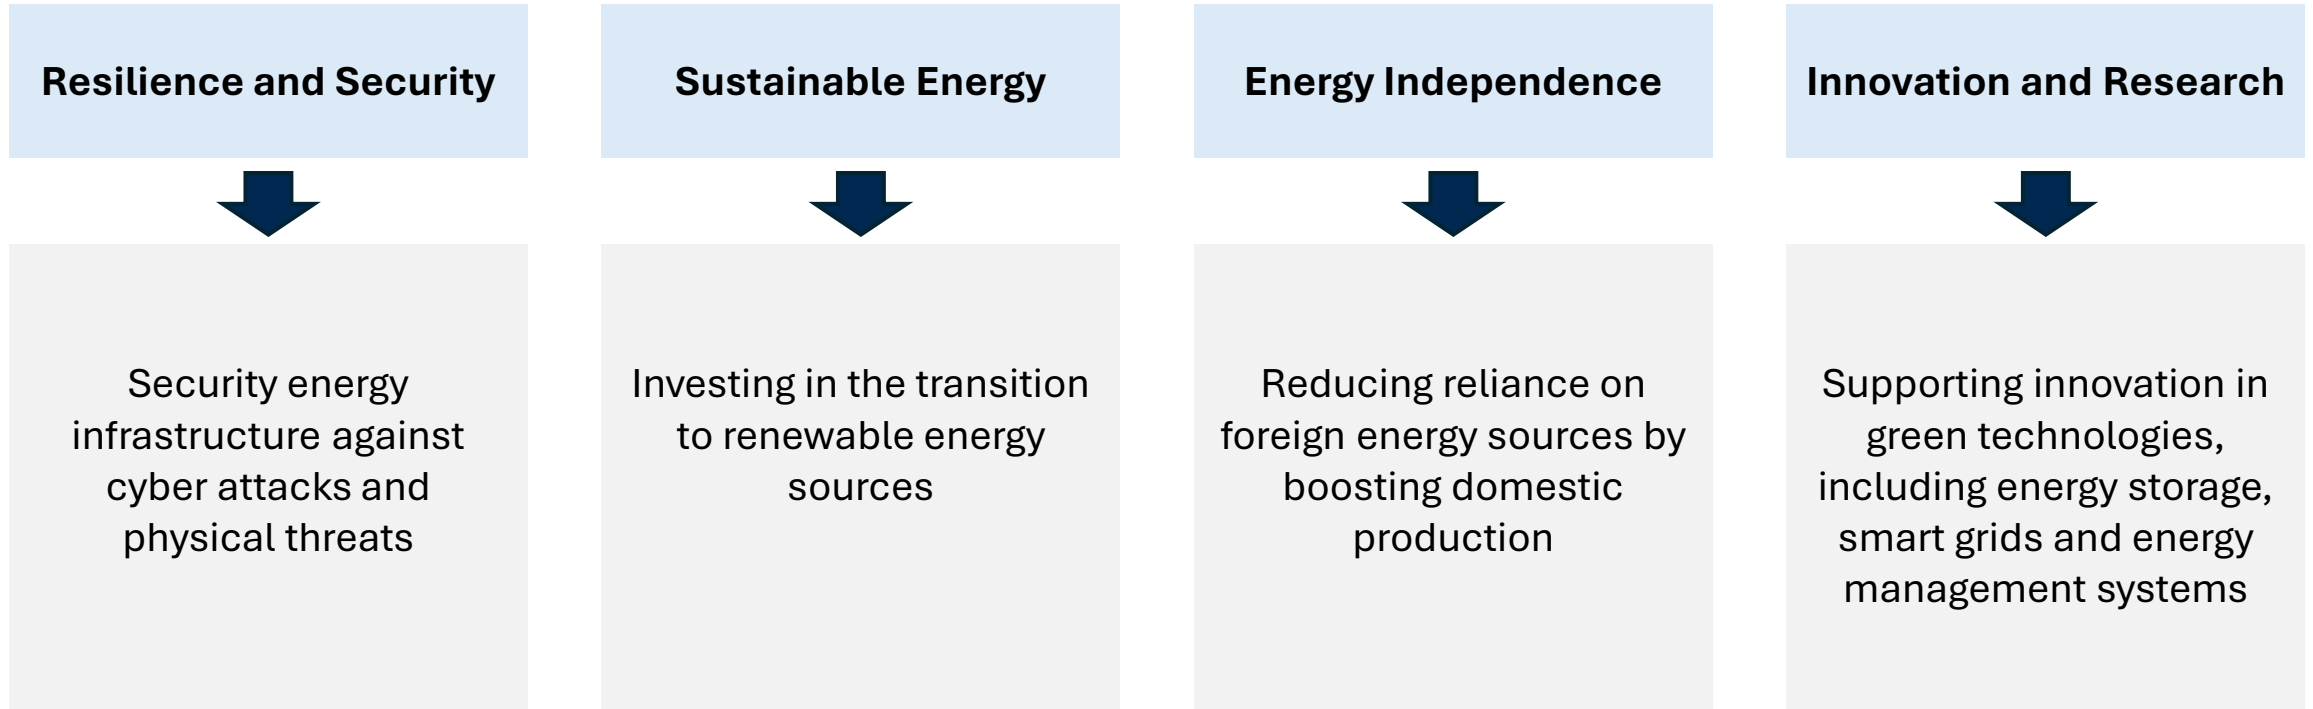 Resilience and Security
Security energy
infrastructure against
cyber attacks and
physical threats
Sustainable Energy
Investing in the transition
to renewable energy
sources
Energy Independence
Reducing reliance on
foreign energy sources by
boosting domestic
production
Innovation and Research
Supporting innovation in
green technologies,
including energy storage,
smart grids and energy
management systems